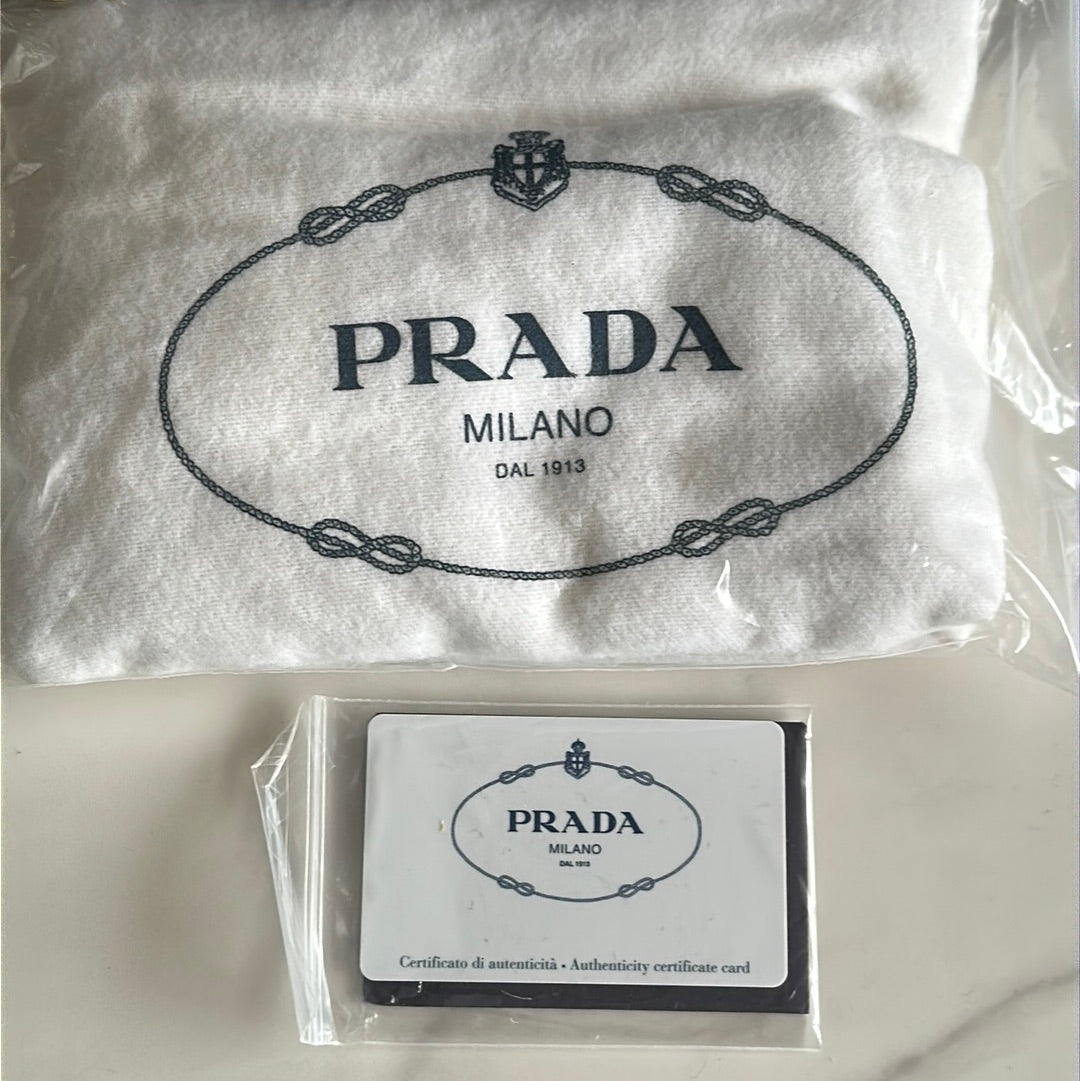 PRADA
MILANO
DAL 1913
PRADA
MILANO
DAL 1913
Certificato di autenticità • Authenticity certificate card